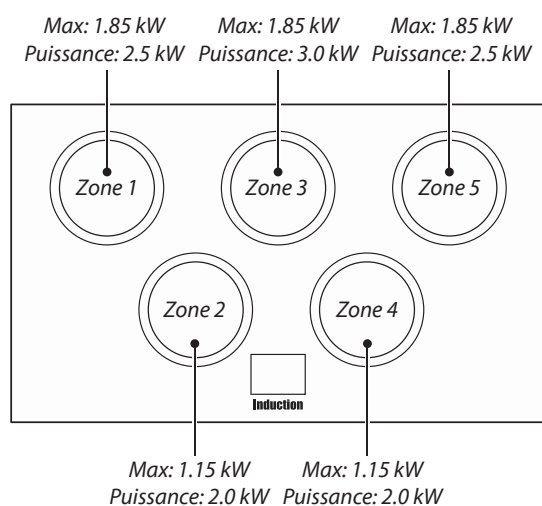 Max: 1.85 kW Max: 1.85 kW Max: 1.85 kW
Puissance: 2.5 kW Puissance: 3.0 kW Puissance: 2.5 kW
Zone 1 Zone 3 Zone 5
Zone 2 Zone 4
Induction
Max: 1.15 kW Max: 1.15 kW
Puissance: 2.0 kW Puissance: 2.0 kW